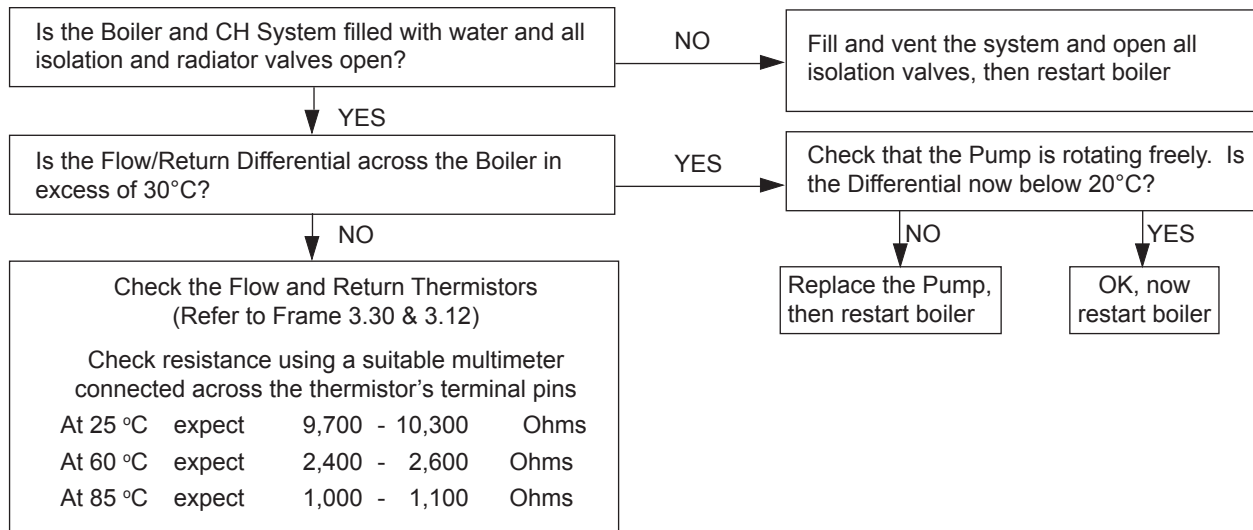 Is the Boiler and CH System filled with water and all
isolation and radiator valves open?
NO
Fill and vent the system and open all
isolation valves, then restart boiler
YES
Is the Flow/Return Differential across the Boiler in
excess of 30°C?
YES
Check that the Pump is rotating freely.  Is
the Differential now below 20°C?
NO
NO
YES
Check the Flow and Return Thermistors
(Refer to Frame 3.30 & 3.12)
Replace the Pump,
then restart boiler
OK, now
restart boiler
Check resistance using a suitable multimeter
connected across the thermistor's terminal pins
At 25 °C expect 9,700 - 10,300 Ohms
At 60 °C expect 2,400 - 2,600 Ohms
At 85 °C expect 1,000 - 1,100 Ohms